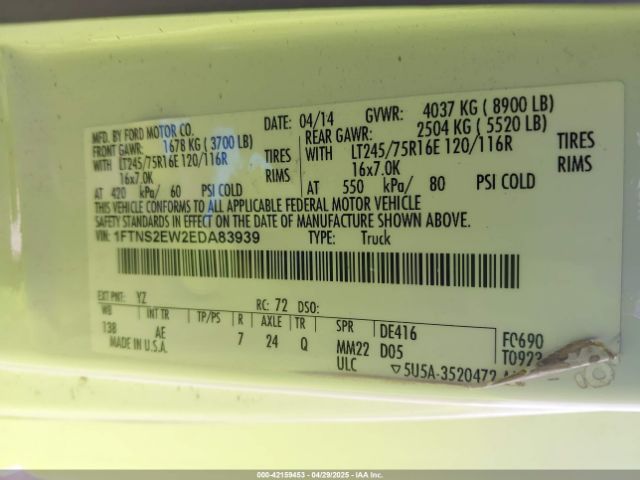 MFD. BY FORD MOTOR CO. DATE: 04/14 GVWR: 4037 KG ( 8900 LB)
FRONT GAWR: 1678 KG ( 3700 LB) REAR GAWR: 2504 KG ( 5520 LB)
WITH LT245/75R16E 120/116R TIRES WITH LT245/75R16E 120/116R TIRES
16x7.0K RIMS 16x7.0K RIMS
AT 420 kPa/ 60 PSI COLD AT 550 kPa/ 80 PSI COLD
THIS VEHICLE CONFORMS TO ALL APPLICABLE FEDERAL MOTOR VEHICLE
SAFETY STANDARDS IN EFFECT ON THE DATE OF MANUFACTURE SHOWN ABOVE.
VIN: 1FTNS2EW2EDA83939 TYPE: Truck
EXT PNT: YZ RC: 72 DSO:
WB INT TR TP/PS R AXLE TR SPR DE416 F0690
138 AE 7 24 Q MM22 D05 T0923
MADE IN U.S.A. ULC ▽5U5A-3520472
000-42159453 - 04/29/2025 - IAA Inc.